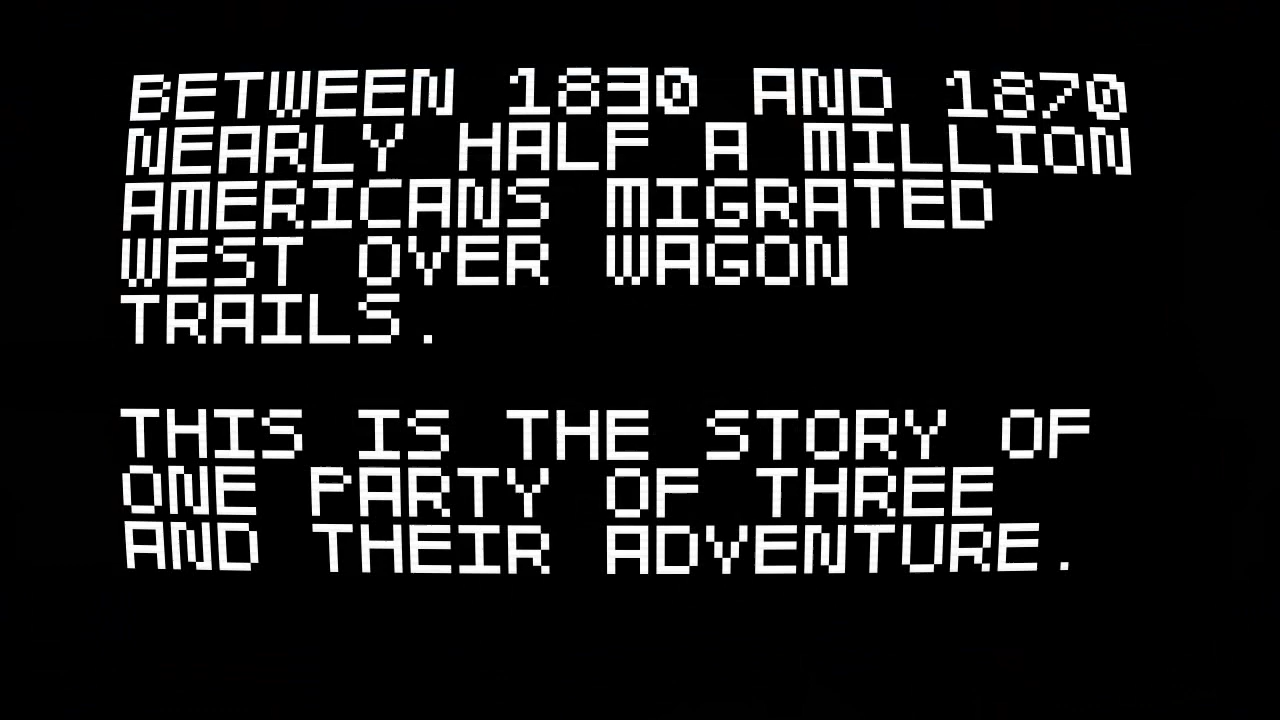 BETWEEN 1830 AND 1870
NEARLY HALF A MILLION
AMERICANS MIGRATED
WEST OVER WAGON
TRAILS.
THIS IS THE STORY OF
ONE PARTY OF THREE
AND THEIR ADVENTURE.